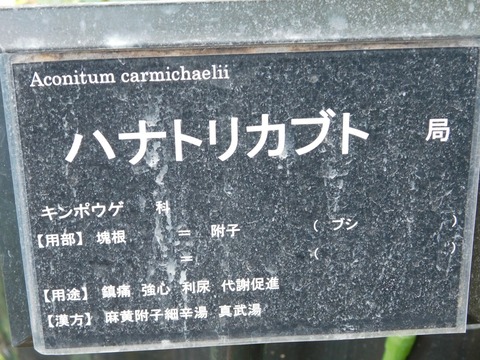 Aconitum carmichaelii
ハナトリカブト 局
キンポウゲ 科
【用部】 塊根 ＝ 附子 ( ブシ )
＝ ( )
【用途】 鎮痛 強心 利尿 代謝促進
【漢方】 麻黄附子細辛湯 真武湯